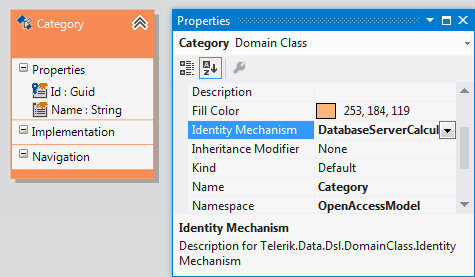 Category
Properties
Id : Guid
Name : String
Implementation
Navigation
Properties
Category Domain Class
Description
Fill Color 253, 184, 119
Identity Mechanism DatabaseServerCalcul
Inheritance Modifier None
Kind Default
Name Category
Namespace OpenAccessModel
Identity Mechanism
Description for Telerik.Data.Dsl.DomainClass.Identity
Mechanism